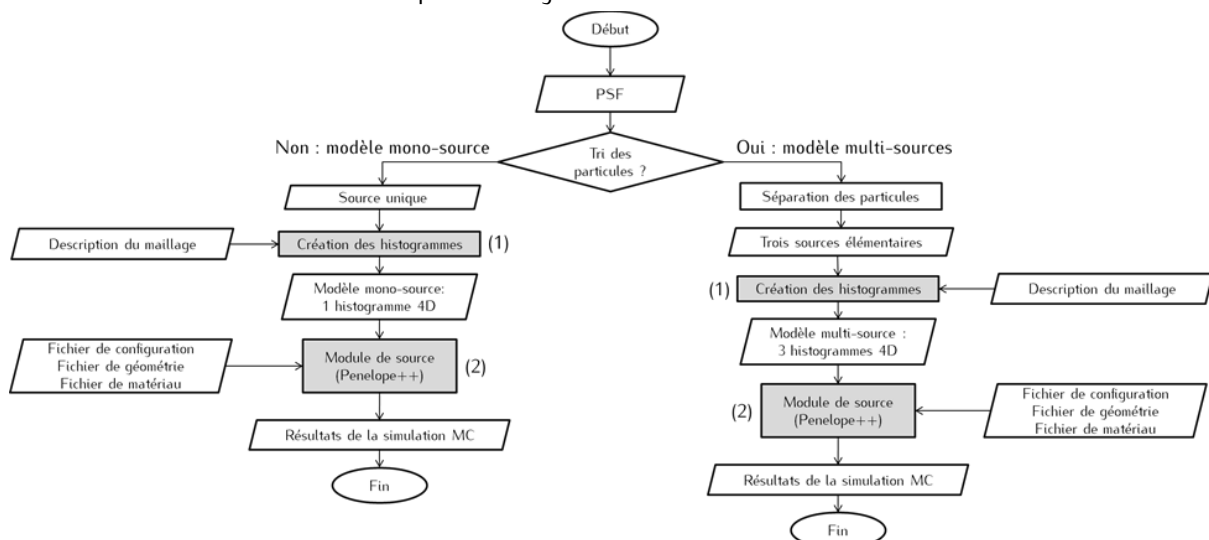 Début
PSF
Tri des
particules ?
Non : modèle mono-source
Source unique
Description du maillage
Création des histogrammes
(1)
Modèle mono-source:
1 histogramme 4D
Fichier de configuration
Fichier de géométrie
Fichier de matériau
Module de source
(Penelope++)
(2)
Résultats de la simulation MC
Fin
Oui : modèle multi-sources
Séparation des particules
Trois sources élémentaires
(1)
Création des histogrammes
Description du maillage
Modèle multi-source :
3 histogrammes 4D
(2)
Module de source
(Penelope++)
Fichier de configuration
Fichier de géométrie
Fichier de matériau
Résultats de la simulation MC
Fin